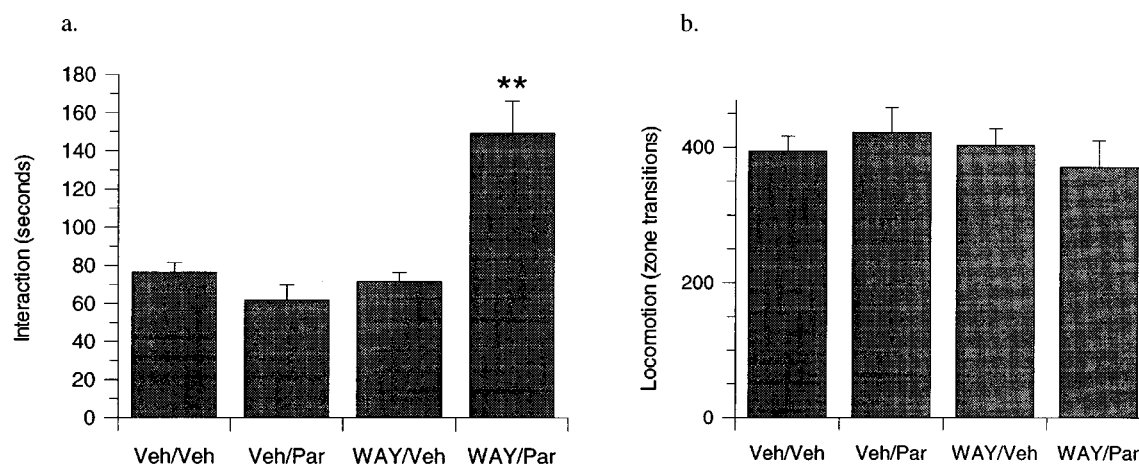 a.
Interaction (seconds)
180
160
140
120
100
80
60
40
20
0
**
Veh/Veh Veh/Par WAY/Veh WAY/Par
b.
Locomotion (zone transitions)
400
200
0
Veh/Veh Veh/Par WAY/Veh WAY/Par